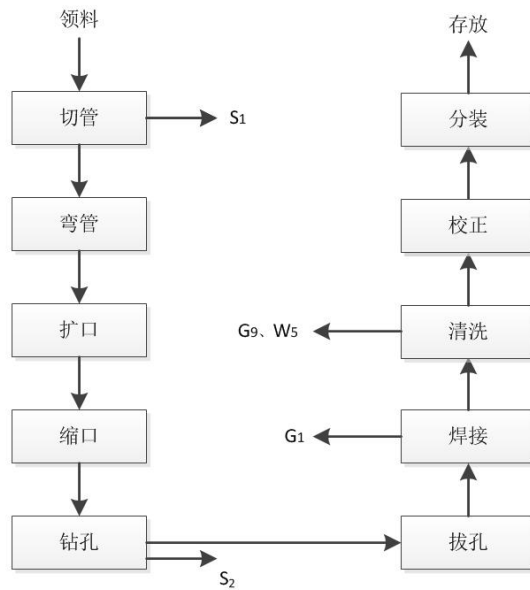 领料
切管
S1
弯管
扩口
缩口
钻孔
S2
拔孔
焊接
G1
清洗
G9、W5
校正
分装
存放